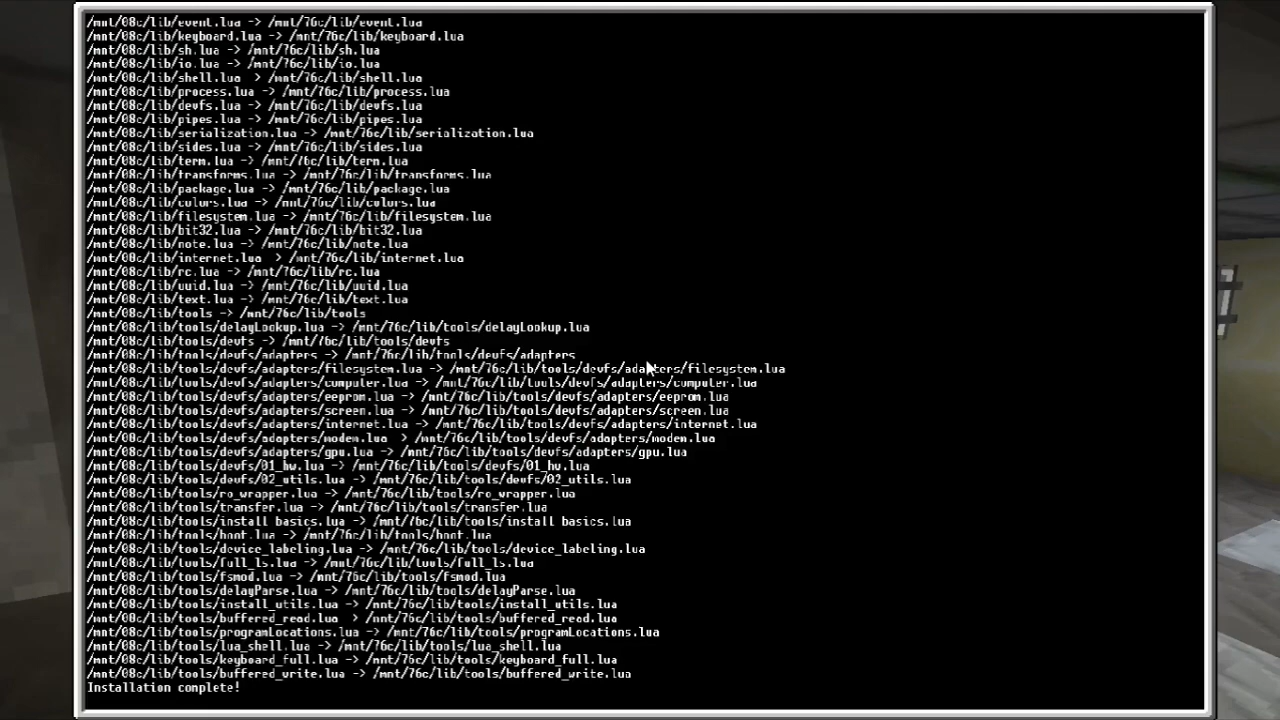 /mnt/08c/lib/event.lua -> /mnt/76c/lib/event.lua
/mnt/08c/lib/keyboard.lua -> /mnt/76c/lib/keyboard.lua
/mnt/08c/lib/sh.lua -> /mnt/76c/lib/sh.lua
/mnt/08c/lib/io.lua -> /mnt/76c/lib/io.lua
/mnt/08c/lib/shell.lua -> /mnt/76c/lib/shell.lua
/mnt/08c/lib/process.lua -> /mnt/76c/lib/process.lua
/mnt/08c/lib/devfs.lua -> /mnt/76c/lib/devfs.lua
/mnt/08c/lib/pipes.lua -> /mnt/76c/lib/pipes.lua
/mnt/08c/lib/serialization.lua -> /mnt/76c/lib/serialization.lua
/mnt/08c/lib/sides.lua -> /mnt/76c/lib/sides.lua
/mnt/08c/lib/term.lua -> /mnt/76c/lib/term.lua
/mnt/08c/lib/transforms.lua -> /mnt/76c/lib/transforms.lua
/mnt/08c/lib/package.lua -> /mnt/76c/lib/package.lua
/mnt/08c/lib/colors.lua -> /mnt/76c/lib/colors.lua
/mnt/08c/lib/filesystem.lua -> /mnt/76c/lib/filesystem.lua
/mnt/08c/lib/bit32.lua -> /mnt/76c/lib/bit32.lua
/mnt/08c/lib/note.lua -> /mnt/76c/lib/note.lua
/mnt/08c/lib/internet.lua -> /mnt/76c/lib/internet.lua
/mnt/08c/lib/rc.lua -> /mnt/76c/lib/rc.lua
/mnt/08c/lib/uuid.lua -> /mnt/76c/lib/uuid.lua
/mnt/08c/lib/text.lua -> /mnt/76c/lib/text.lua
/mnt/08c/lib/tools -> /mnt/76c/lib/tools
/mnt/08c/lib/tools/delayLookup.lua -> /mnt/76c/lib/tools/delayLookup.lua
/mnt/08c/lib/tools/devfs -> /mnt/76c/lib/tools/devfs
/mnt/08c/lib/tools/devfs/adapters -> /mnt/76c/lib/tools/devfs/adapters
/mnt/08c/lib/tools/devfs/adapters/filesystem.lua -> /mnt/76c/lib/tools/devfs/adapters/filesystem.lua
/mnt/08c/lib/tools/devfs/adapters/computer.lua -> /mnt/76c/lib/tools/devfs/adapters/computer.lua
/mnt/08c/lib/tools/devfs/adapters/eeprom.lua -> /mnt/76c/lib/tools/devfs/adapters/eeprom.lua
/mnt/08c/lib/tools/devfs/adapters/screen.lua -> /mnt/76c/lib/tools/devfs/adapters/screen.lua
/mnt/08c/lib/tools/devfs/adapters/internet.lua -> /mnt/76c/lib/tools/devfs/adapters/internet.lua
/mnt/08c/lib/tools/devfs/adapters/modem.lua -> /mnt/76c/lib/tools/devfs/adapters/modem.lua
/mnt/08c/lib/tools/devfs/adapters/gpu.lua -> /mnt/76c/lib/tools/devfs/adapters/gpu.lua
/mnt/08c/lib/tools/devfs/01_hw.lua -> /mnt/76c/lib/tools/devfs/01_hw.lua
/mnt/08c/lib/tools/devfs/02_utils.lua -> /mnt/76c/lib/tools/devfs/02_utils.lua
/mnt/08c/lib/tools/ro_wrapper.lua -> /mnt/76c/lib/tools/ro_wrapper.lua
/mnt/08c/lib/tools/transfer.lua -> /mnt/76c/lib/tools/transfer.lua
/mnt/08c/lib/tools/install_basics.lua -> /mnt/76c/lib/tools/install_basics.lua
/mnt/08c/lib/tools/boot.lua -> /mnt/76c/lib/tools/boot.lua
/mnt/08c/lib/tools/device_labeling.lua -> /mnt/76c/lib/tools/device_labeling.lua
/mnt/08c/lib/tools/full_ls.lua -> /mnt/76c/lib/tools/full_ls.lua
/mnt/08c/lib/tools/fsmod.lua -> /mnt/76c/lib/tools/fsmod.lua
/mnt/08c/lib/tools/delayParse.lua -> /mnt/76c/lib/tools/delayParse.lua
/mnt/08c/lib/tools/install_utils.lua -> /mnt/76c/lib/tools/install_utils.lua
/mnt/08c/lib/tools/buffered_read.lua -> /mnt/76c/lib/tools/buffered_read.lua
/mnt/08c/lib/tools/programLocations.lua -> /mnt/76c/lib/tools/programLocations.lua
/mnt/08c/lib/tools/lua_shell.lua -> /mnt/76c/lib/tools/lua_shell.lua
/mnt/08c/lib/tools/keyboard_full.lua -> /mnt/76c/lib/tools/keyboard_full.lua
/mnt/08c/lib/tools/buffered_write.lua -> /mnt/76c/lib/tools/buffered_write.lua
Installation complete!